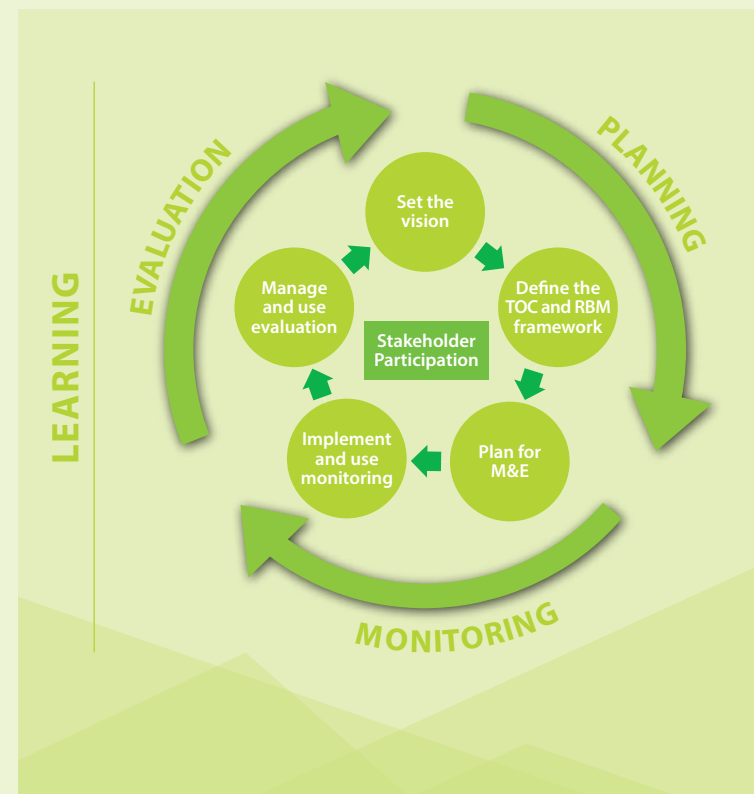 LEARNING
EVALUATION
PLANNING
MONITORING
Set the
vision
Define the
TOC and RBM
framework
Plan for
M&E
Implement
and use
monitoring
Manage
and use
evaluation
Stakeholder
Participation